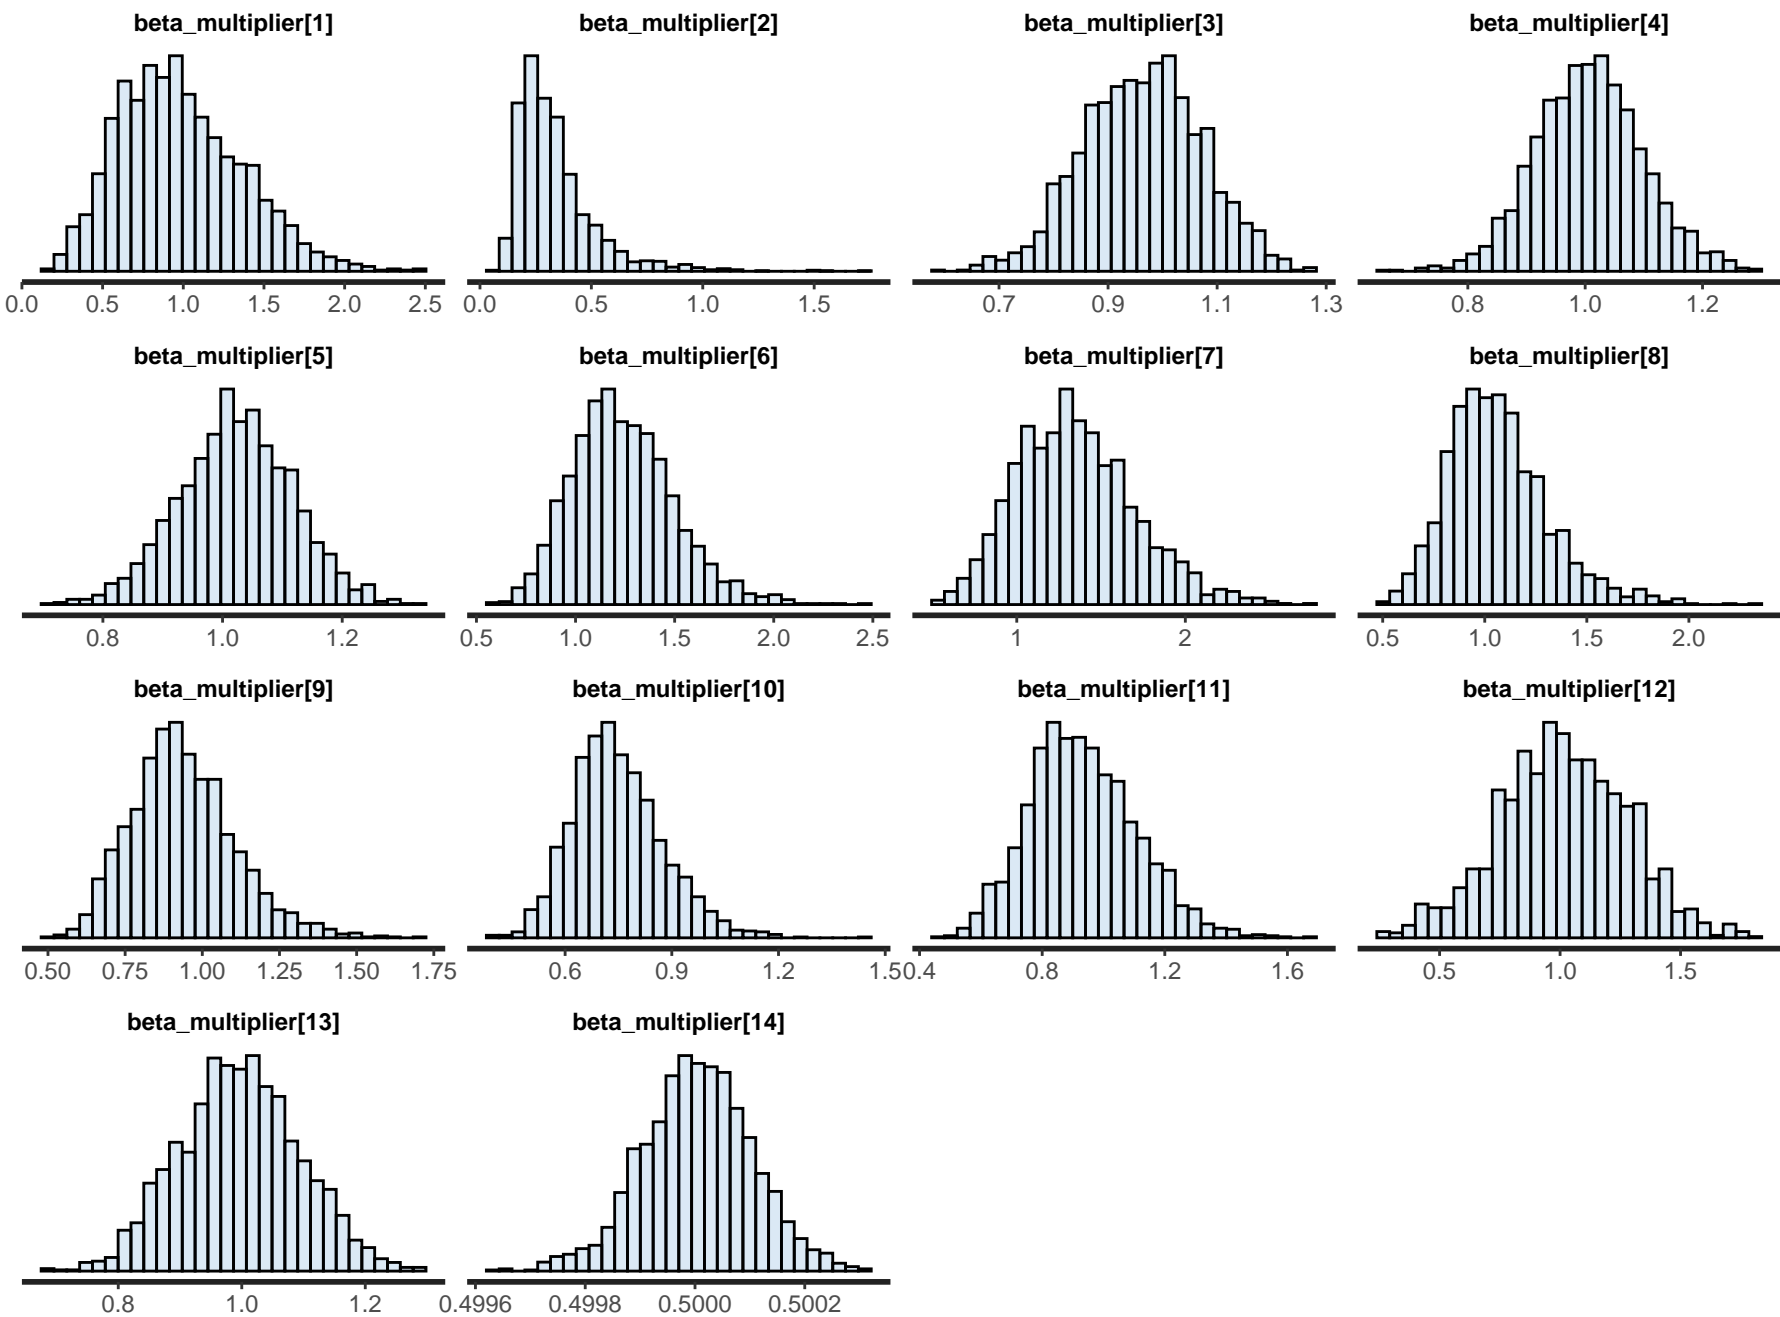 beta_multiplier[1] beta_multiplier[2] beta_multiplier[3] beta_multiplier[4]
0.0 0.5 1.0 1.5 2.0 2.5 0.0 0.5 1.0 1.5 0.7 0.9 1.1 1.3 0.8 1.0 1.2
beta_multiplier[5] beta_multiplier[6] beta_multiplier[7] beta_multiplier[8]
0.8 1.0 1.2 0.5 1.0 1.5 2.0 2.5 1 2 0.5 1.0 1.5 2.0
beta_multiplier[9] beta_multiplier[10] beta_multiplier[11] beta_multiplier[12]
0.50 0.75 1.00 1.25 1.50 1.75 0.6 0.9 1.2 1.5 0.4 0.8 1.2 1.6 0.5 1.0 1.5
beta_multiplier[13] beta_multiplier[14]
0.8 1.0 1.2 0.4996 0.4998 0.5000 0.5002